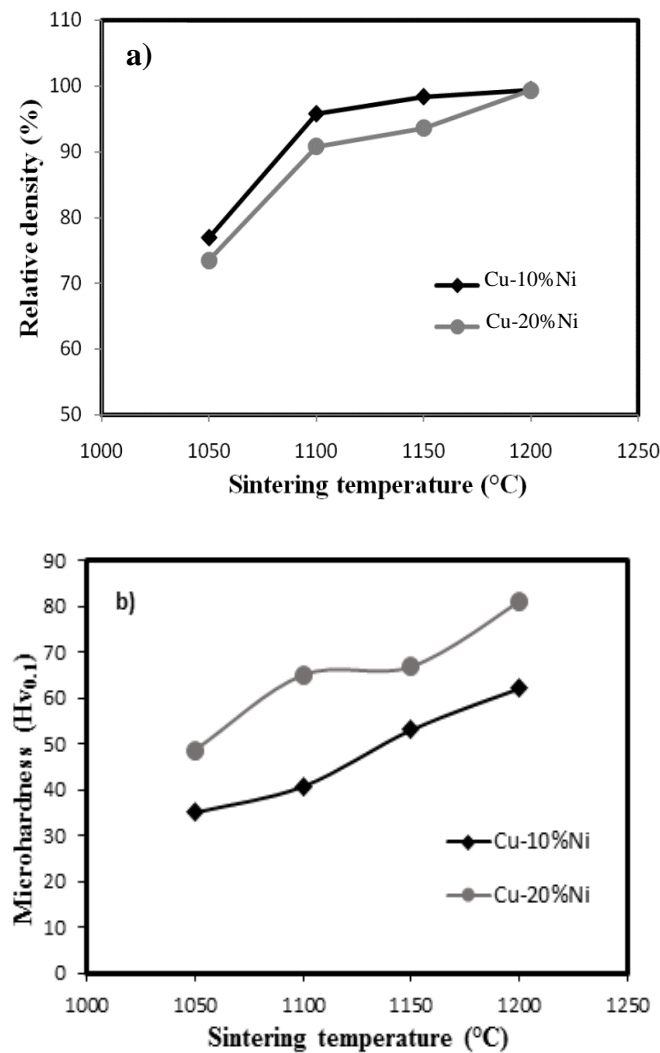 110
a)
100
90
80
70
60
50
Relative density (%)
Cu-10%Ni
Cu-20%Ni
1000 1050 1100 1150 1200 1250
Sintering temperature (°C)
90
b)
80
70
60
50
40
30
20
10
0
Microhardness (Hv0.1)
Cu-10%Ni
Cu-20%Ni
1000 1050 1100 1150 1200 1250
Sintering temperature (°C)